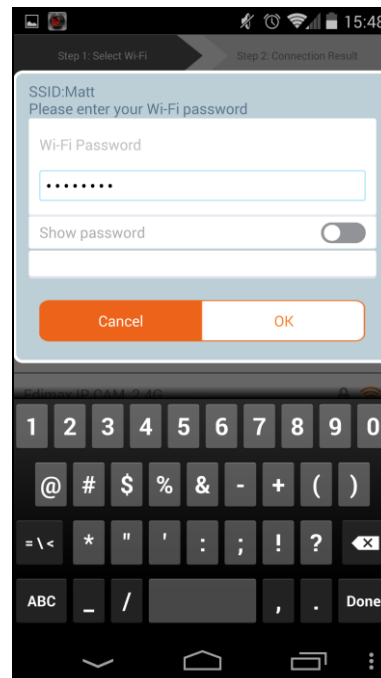 15:48
Step 1: Select Wi-Fi Step 2: Connection Result
SSID:Matt
Please enter your Wi-Fi password
Wi-Fi Password
••••••••
Show password
Cancel OK
Edimax IP CAM 2.4G
1 2 3 4 5 6 7 8 9 0
@ # $ % & - + ( )
= \ < * " ' : ; ! ?
ABC _ / , . Done